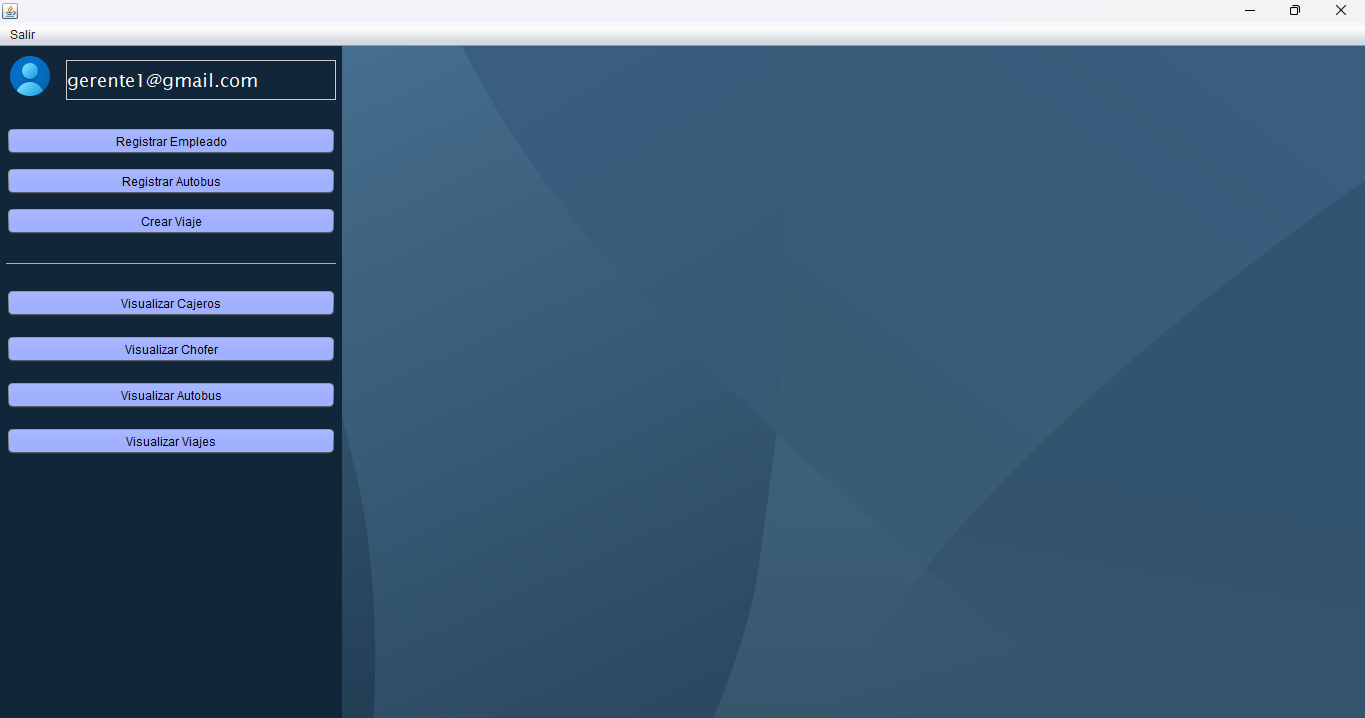 Salir
gerente1@gmail.com
Registrar Empleado
Registrar Autobus
Crear Viaje
Visualizar Cajeros
Visualizar Chofer
Visualizar Autobus
Visualizar Viajes